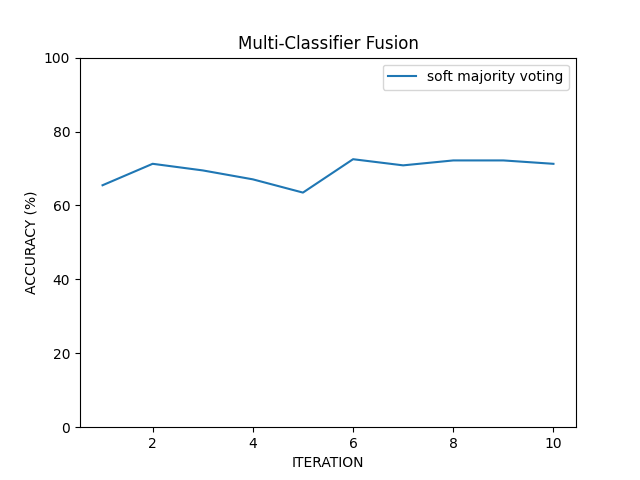 Multi-Classifier Fusion
soft majority voting
100
80
60
40
20
0
ACCURACY (%)
2 4 6 8 10
ITERATION